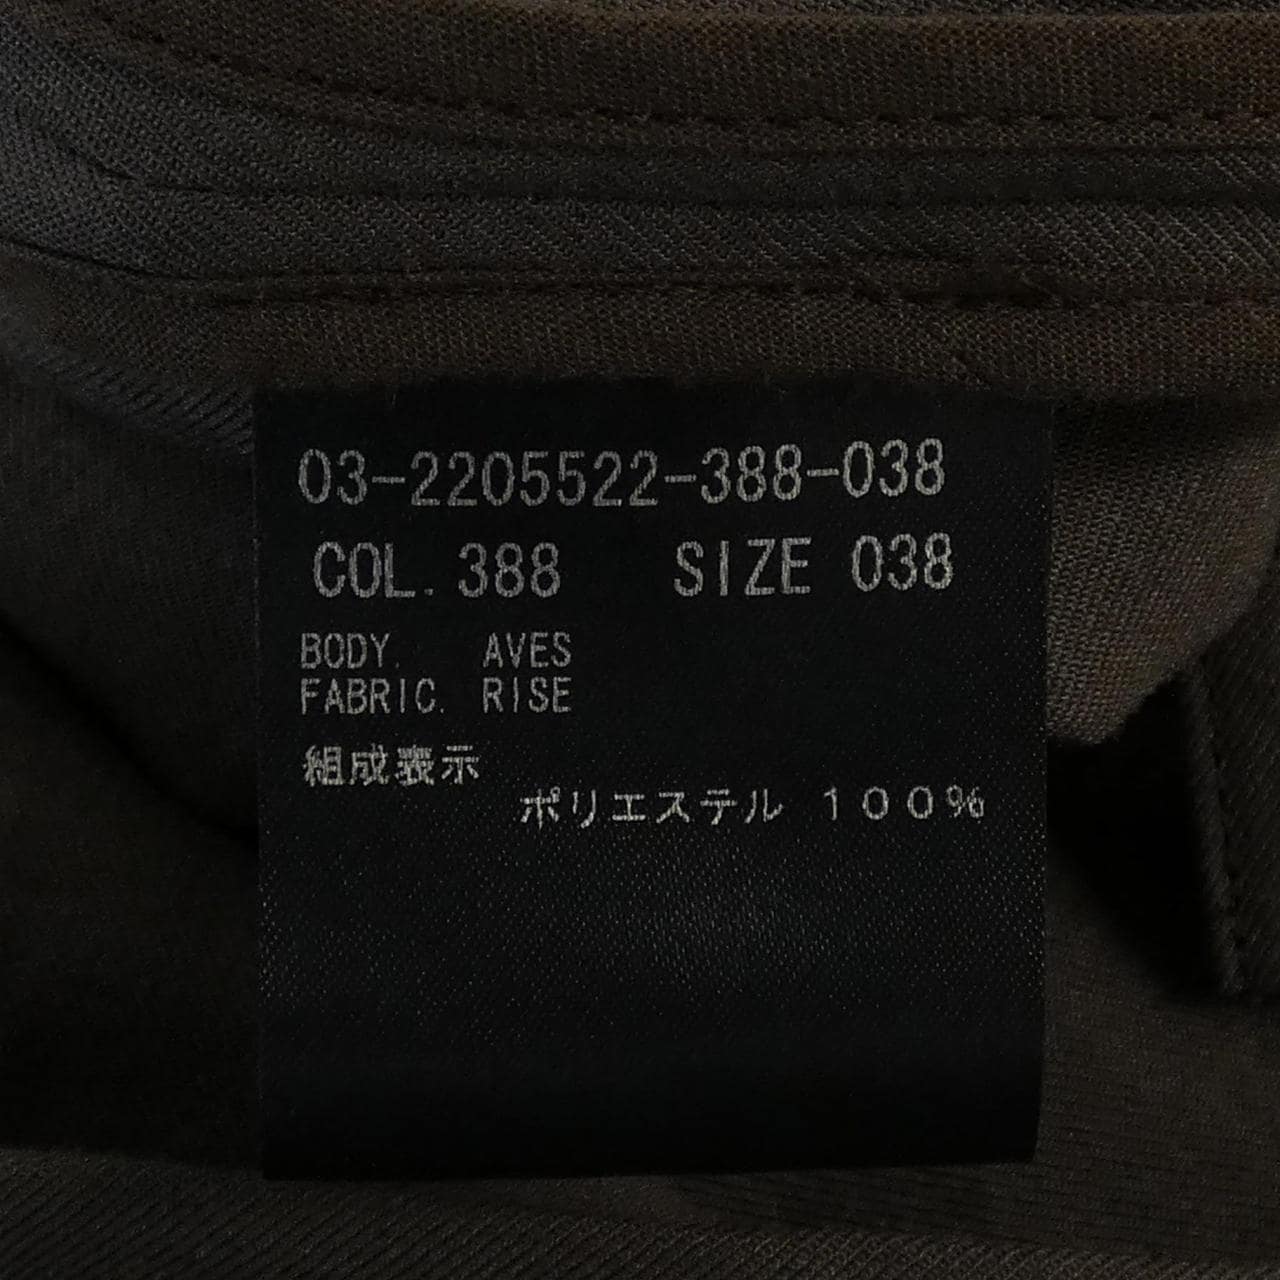 03-2205522-388-038
COL. 388 SIZE 038
BODY. AVES
FABRIC. RISE
組成表示
ポリエステル １００％